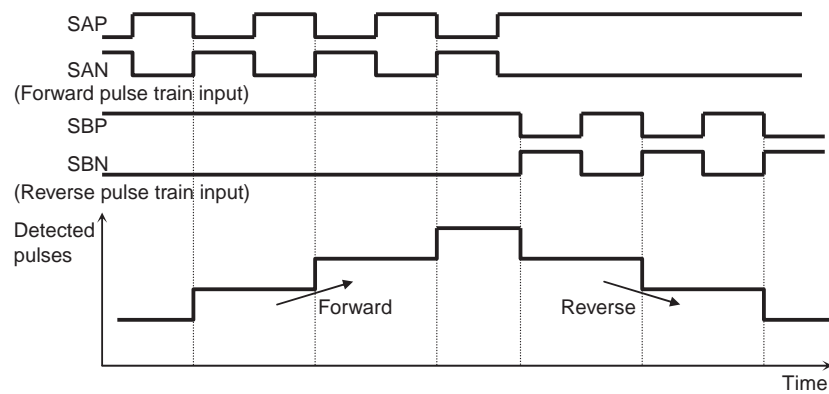 SAP
SAN
(Forward pulse train input)
SBP
SBN
(Reverse pulse train input)
Detected
pulses
Forward
Reverse
Time